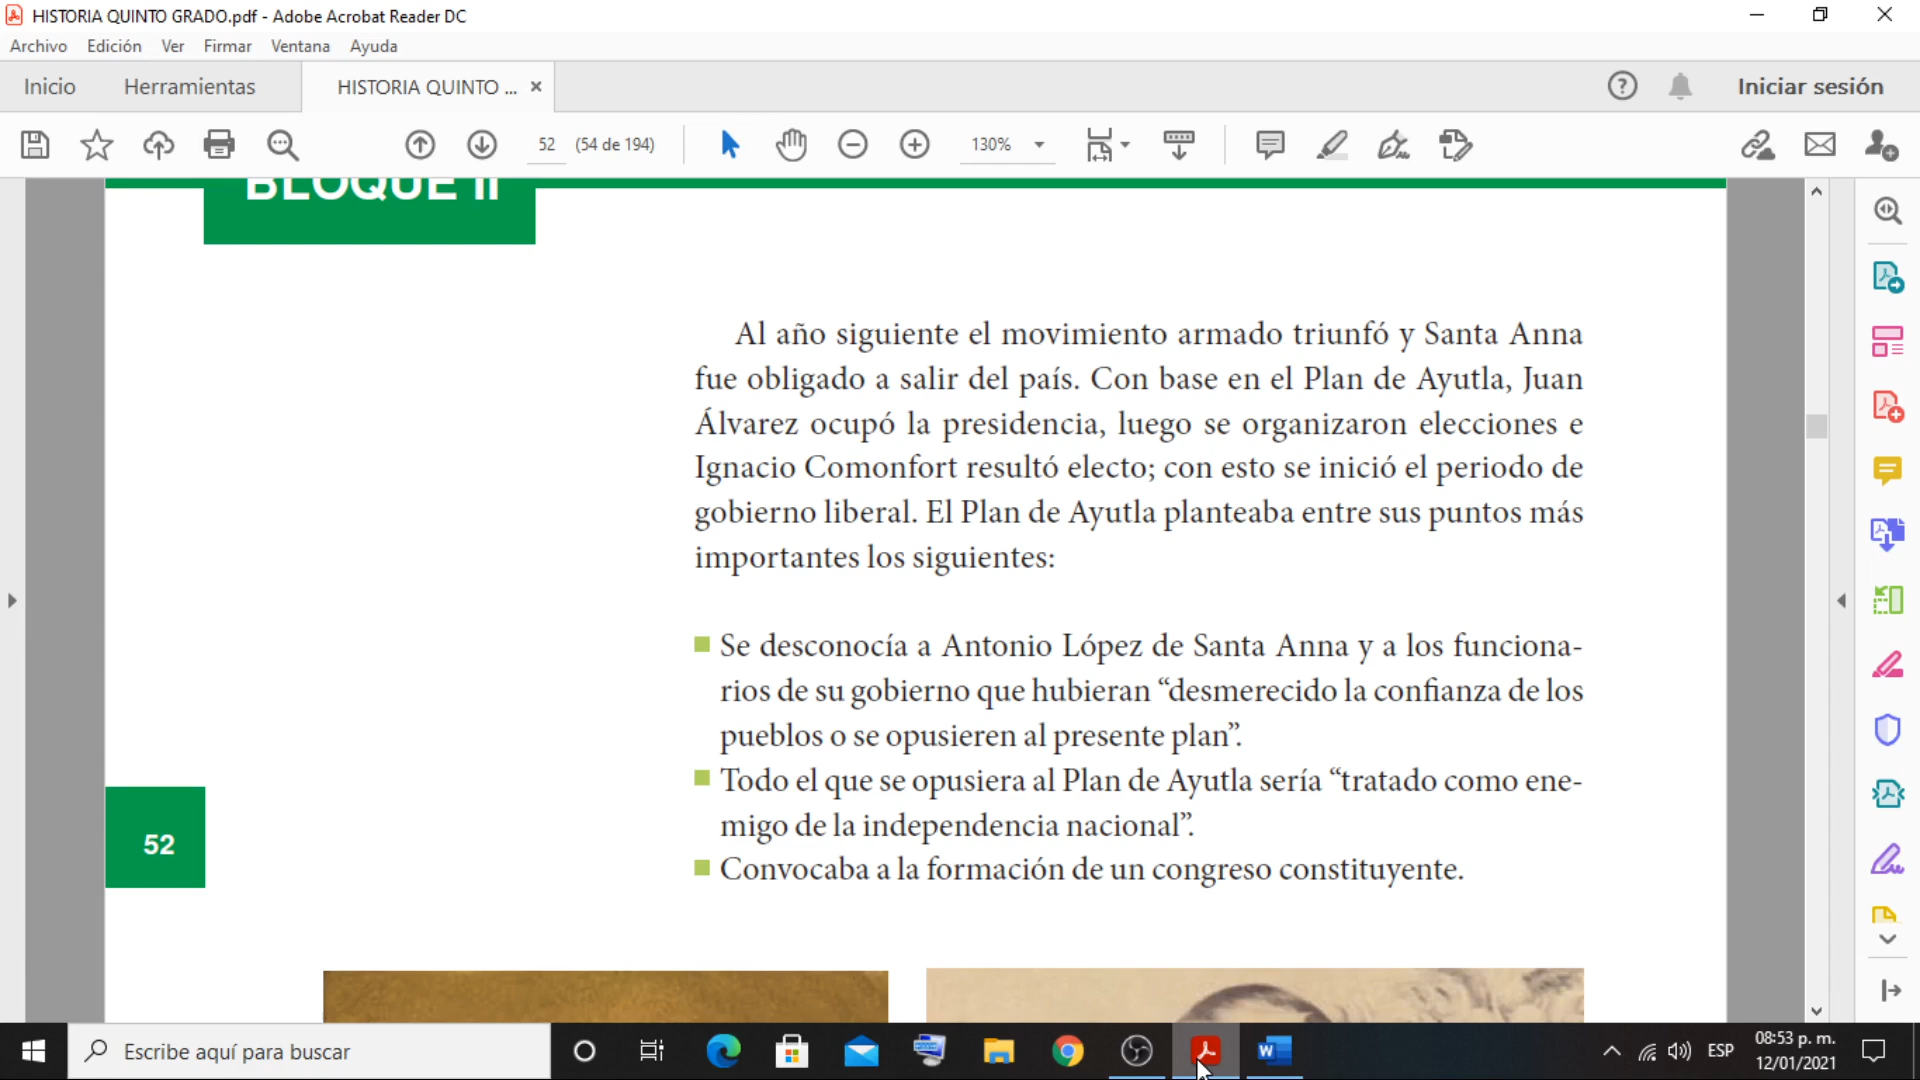 HISTORIA QUINTO GRADO.pdf - Adobe Acrobat Reader DC
Archivo Edición Ver Firmar Ventana Ayuda
Inicio Herramientas HISTORIA QUINTO ... Iniciar sesión
52 (54 de 194) 130%
BLOQUE II
Al año siguiente el movimiento armado triunfó y Santa Anna
fue obligado a salir del país. Con base en el Plan de Ayutla, Juan
Álvarez ocupó la presidencia, luego se organizaron elecciones e
Ignacio Comonfort resultó electo; con esto se inició el periodo de
gobierno liberal. El Plan de Ayutla planteaba entre sus puntos más
importantes los siguientes:
Se desconocía a Antonio López de Santa Anna y a los funciona-
rios de su gobierno que hubieran “desmerecido la confianza de los
pueblos o se opusieren al presente plan”.
Todo el que se opusiera al Plan de Ayutla sería “tratado como ene-
migo de la independencia nacional”.
Convocaba a la formación de un congreso constituyente.
52
Escribe aquí para buscar
ESP
08:53 p. m.
12/01/2021